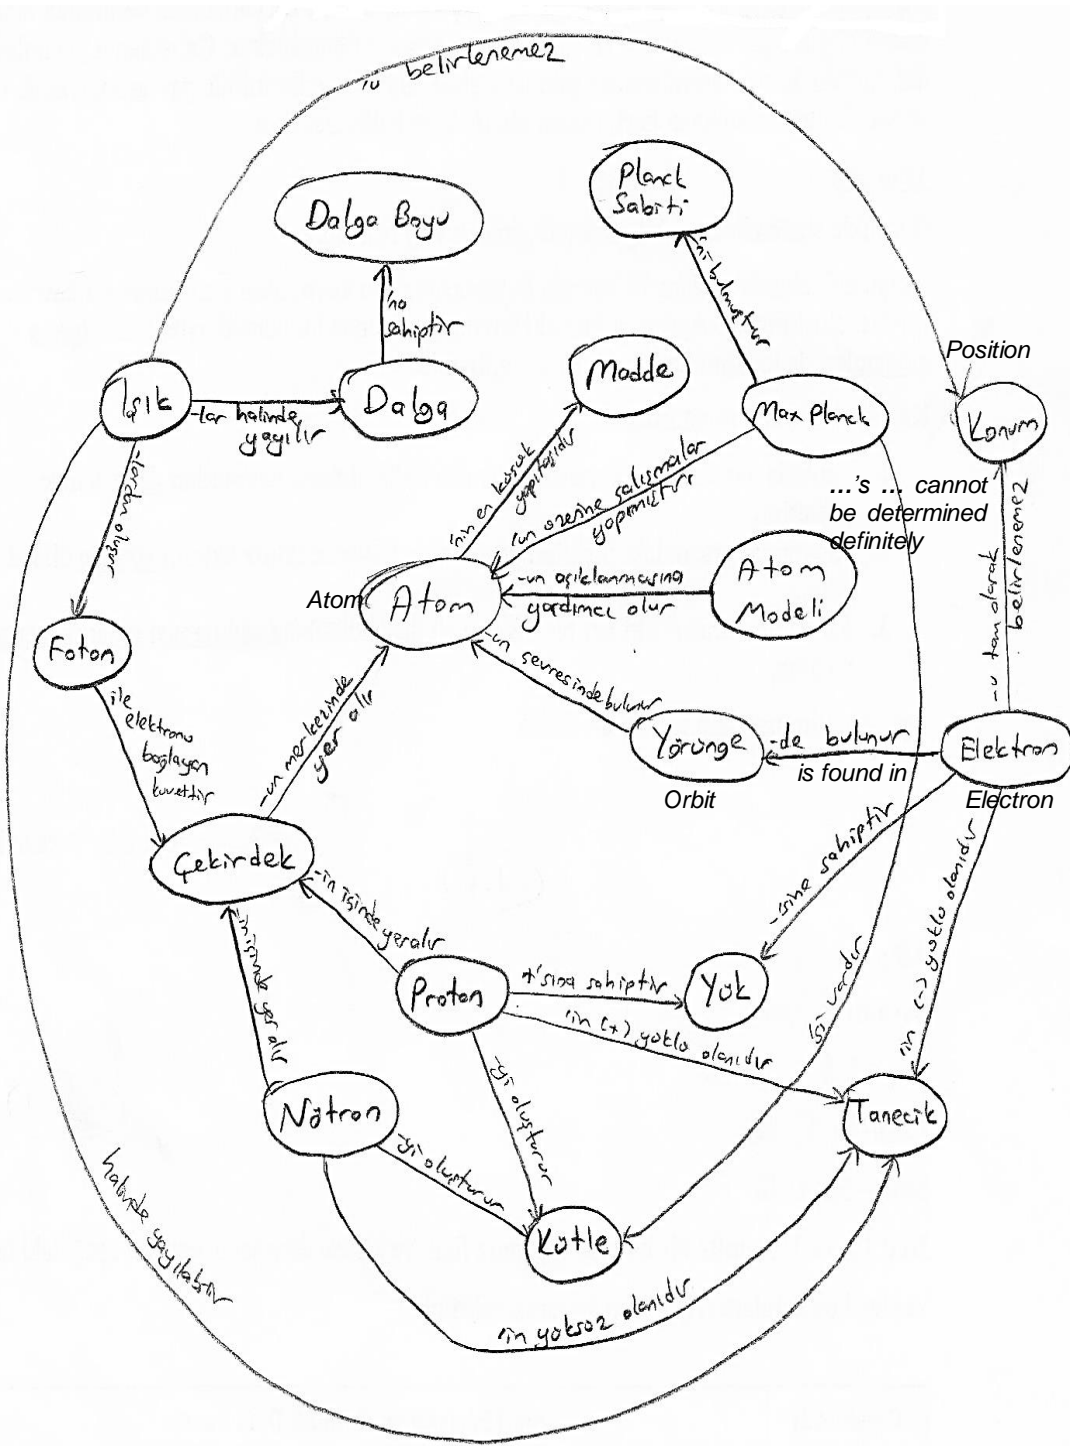 'ü belirlenemez
Planck
Sabiti
Dalga Boyu
'ni bulmuştur
'na
sahiptir
Position
Madde
Işık
-lar halinde
yayılır
Dalga
Max Planck
Konum
-lardan oluşur
'nin en küçük
yapıtaşıdır
'un üzerine çalışmalar
yapmıştır
...'s ... cannot
be determined
definitely
-u tam olarak
belirlenemez
Atom
Atom
-un açıklanmasına
yardımcı olur
Atom
Modeli
Foton
-un çevresinde bulunur
ile
elektronu
bağlayan
kuvvettir
-un merkezinde
yer alır
Yörünge
-de bulunur
Elektron
is found in
Orbit
Electron
Çekirdek
-in içinde yer alır
-sine sahiptir
'in (-) yüklü olanıdır
-in içinde yer alır
Proton
+'sına sahiptir
Yük
'in (+) yüklü olanıdır
'si vardır
Nötron
-yi oluşturur
-yi oluşturur
Tanecik
Kütle
halinde yayılabilir
'in yüksüz olanıdır